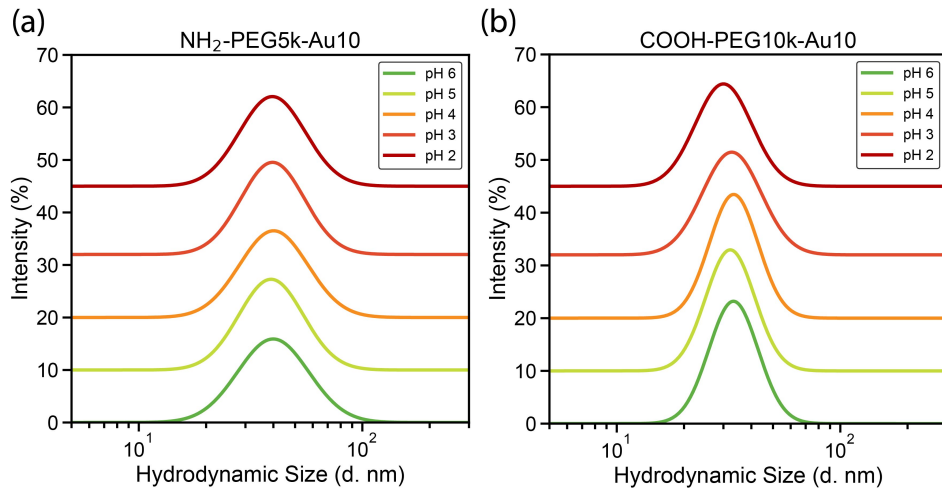 (a)
NH₂-PEG5k-Au10
Intensity (%)
70
60
50
40
30
20
10
0
pH 6
pH 5
pH 4
pH 3
pH 2
10¹
10²
Hydrodynamic Size (d. nm)
(b)
COOH-PEG10k-Au10
Intensity (%)
70
60
50
40
30
20
10
0
pH 6
pH 5
pH 4
pH 3
pH 2
10¹
10²
Hydrodynamic Size (d. nm)